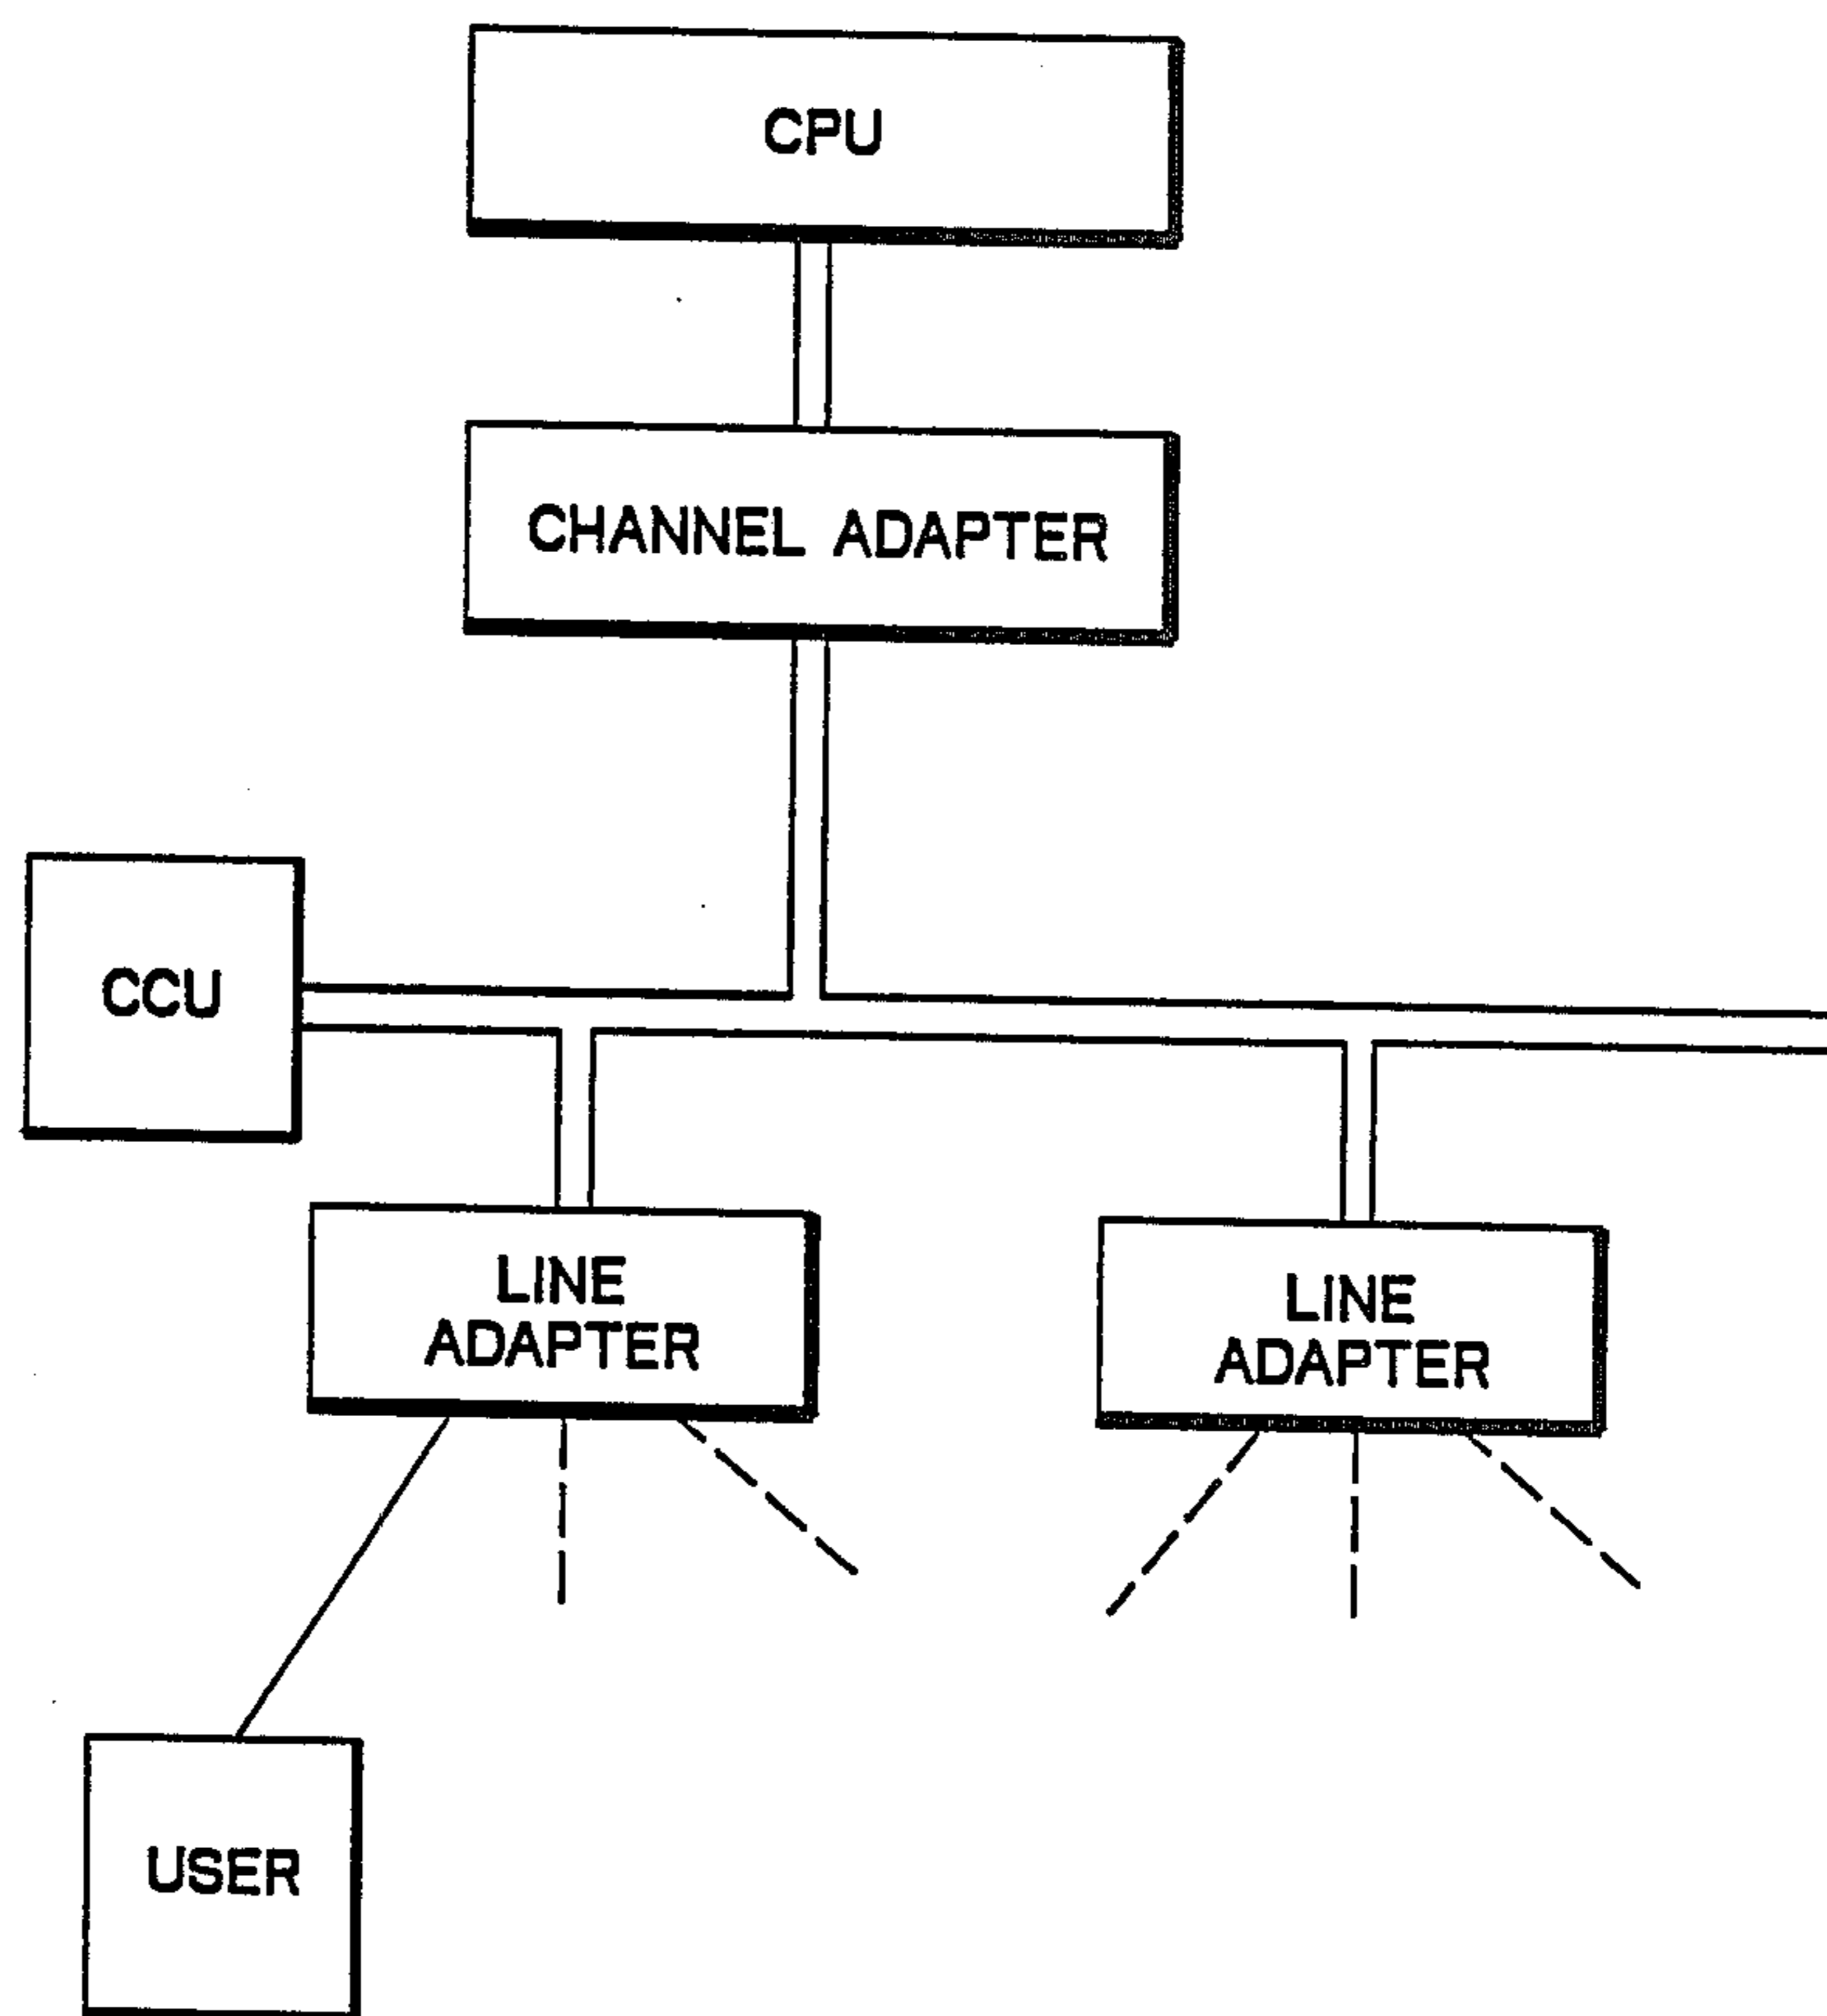 CPU
CHANNEL ADAPTER
CCU
LINE
ADAPTER
LINE
ADAPTER
USER